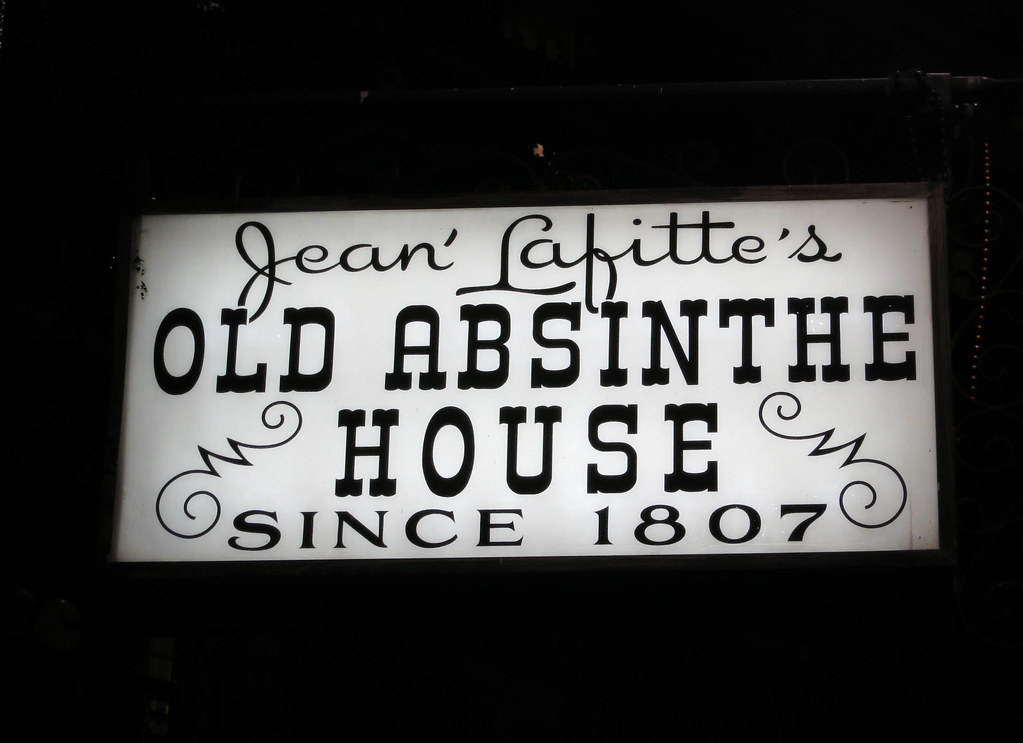 Jean' Lafitte's
OLD ABSINTHE
HOUSE
SINCE 1807